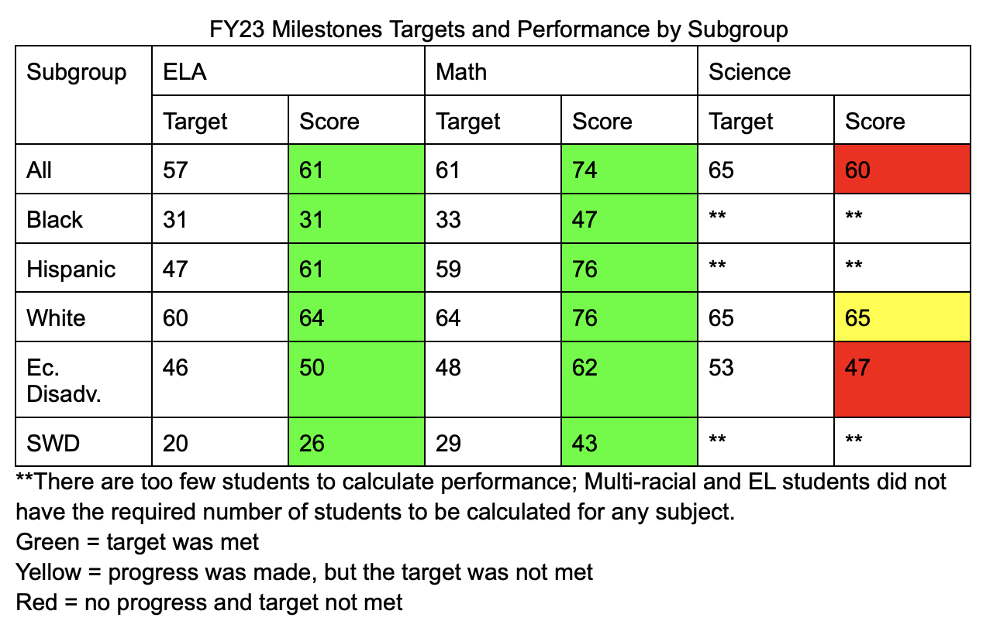 FY23 Milestones Targets and Performance by Subgroup
Subgroup ELA Math Science
Target Score Target Score Target Score
All 57 61 61 74 65 60
Black 31 31 33 47 ** **
Hispanic 47 61 59 76 ** **
White 60 64 64 76 65 65
Ec. 46 50 48 62 53 47
Disadv.
SWD 20 26 29 43 ** **
**There are too few students to calculate performance; Multi-racial and EL students did not
have the required number of students to be calculated for any subject.
Green = target was met
Yellow = progress was made, but the target was not met
Red = no progress and target not met